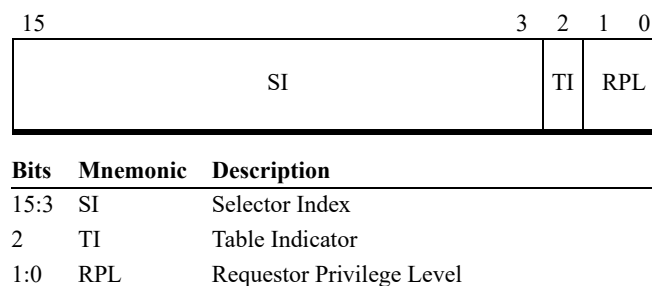 15 3 2 1 0
SI TI RPL
Bits Mnemonic Description
15:3 SI Selector Index
2 TI Table Indicator
1:0 RPL Requestor Privilege Level